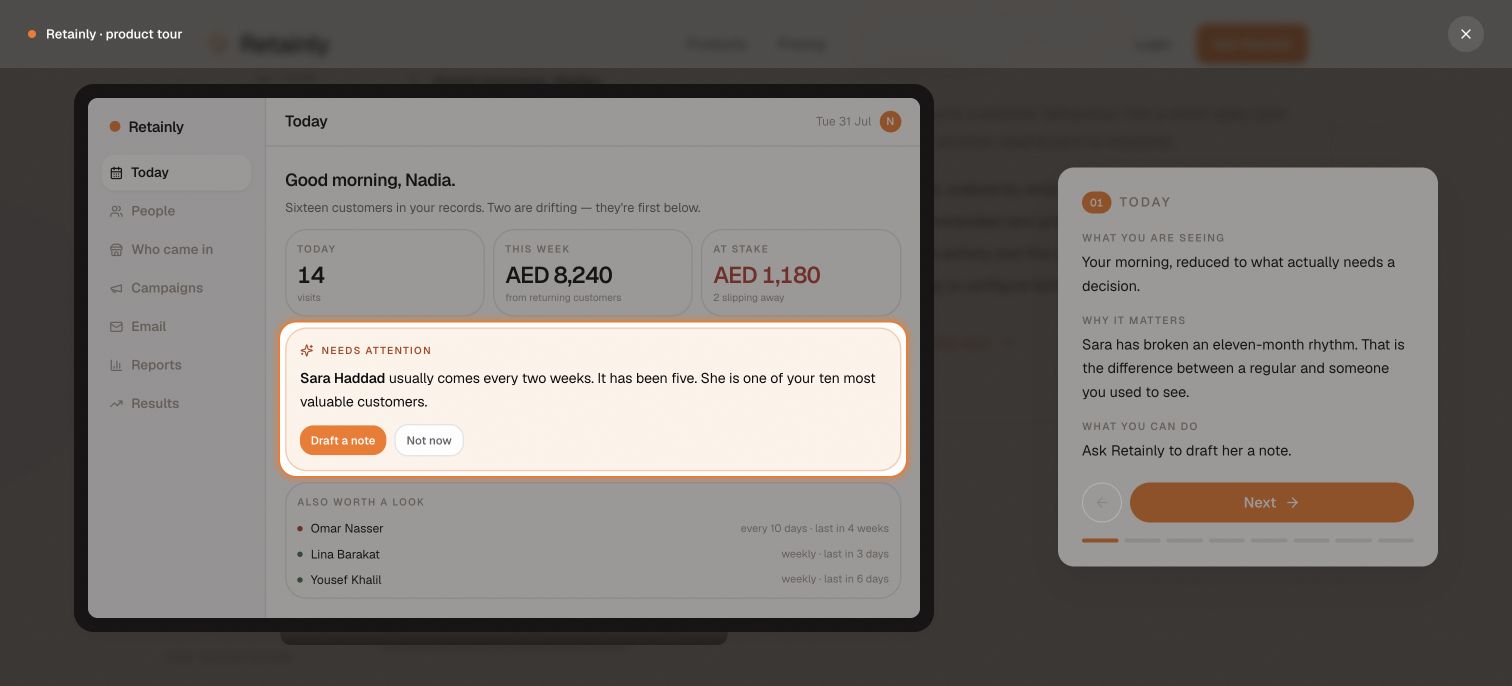 Retainly · product tour
Retainly
Today
People
Who came in
Campaigns
Email
Reports
Results
Today
Tue 31 Jul
N
Good morning, Nadia.
Sixteen customers in your records. Two are drifting — they're first below.
TODAY
14
visits
THIS WEEK
AED 8,240
from returning customers
AT STAKE
AED 1,180
2 slipping away
NEEDS ATTENTION
Sara Haddad usually comes every two weeks. It has been five. She is one of your ten most
valuable customers.
Draft a note
Not now
ALSO WORTH A LOOK
Omar Nasser
every 10 days · last in 4 weeks
Lina Barakat
weekly · last in 3 days
Yousef Khalil
weekly · last in 6 days
01 TODAY
WHAT YOU ARE SEEING
Your morning, reduced to what actually needs a
decision.
WHY IT MATTERS
Sara has broken an eleven-month rhythm. That is
the difference between a regular and someone
you used to see.
WHAT YOU CAN DO
Ask Retainly to draft her a note.
Next